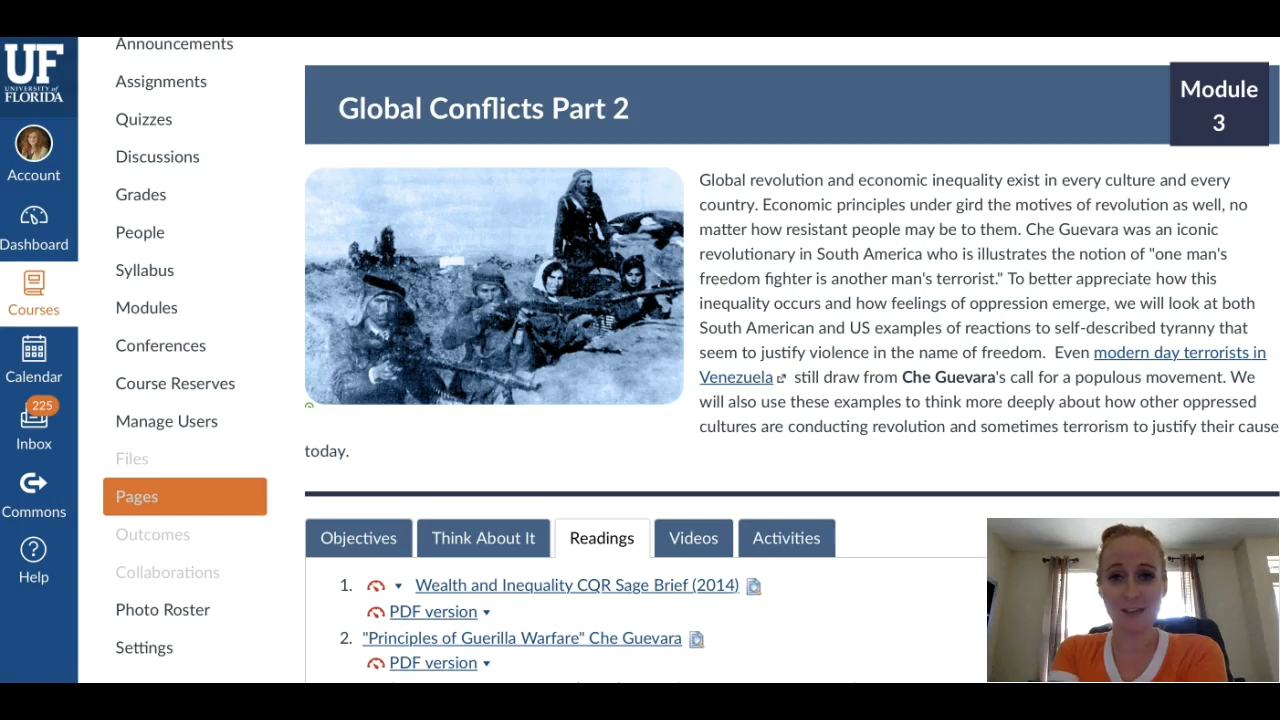 UF
UNIVERSITY of
FLORIDA
Account
Dashboard
Courses
Calendar
225
Inbox
Commons
Help
Announcements
Assignments
Quizzes
Discussions
Grades
People
Syllabus
Modules
Conferences
Course Reserves
Manage Users
Files
Pages
Outcomes
Collaborations
Photo Roster
Settings
Global Conflicts Part 2
Module
3
Global revolution and economic inequality exist in every culture and every
country. Economic principles under gird the motives of revolution as well, no
matter how resistant people may be to them. Che Guevara was an iconic
revolutionary in South America who is illustrates the notion of "one man's
freedom fighter is another man's terrorist." To better appreciate how this
inequality occurs and how feelings of oppression emerge, we will look at both
South American and US examples of reactions to self-described tyranny that
seem to justify violence in the name of freedom. Even modern day terrorists in
Venezuela still draw from Che Guevara's call for a populous movement. We
will also use these examples to think more deeply about how other oppressed
cultures are conducting revolution and sometimes terrorism to justify their cause
today.
Objectives
Think About It
Readings
Videos
Activities
1. Wealth and Inequality CQR Sage Brief (2014)
PDF version
2. "Principles of Guerilla Warfare" Che Guevara
PDF version